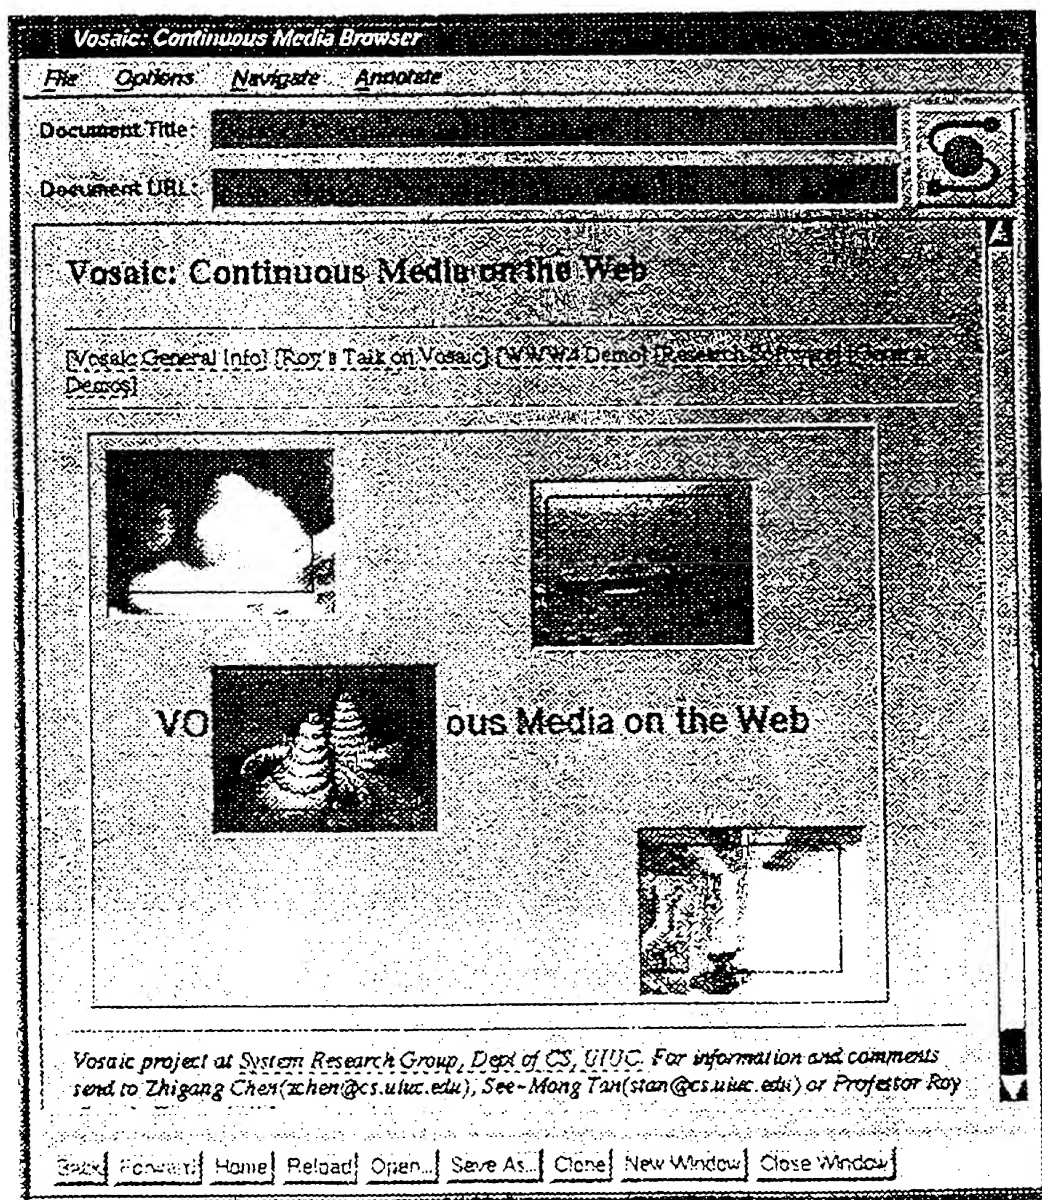 Vosaic: Continuous Media Browser
File Options Navigate Annotate
Document Title:
Document URL:
Vosaic: Continuous Media on the Web
[Vosaic General Info] [Roy's Talk on Vosaic] [WWW4 Demo] [Research Software] [General
Demos]
VO ous Media on the Web
Vosaic project at System Research Group, Dept of CS, UIUC. For information and comments
send to Zhigang Chen(zchen@cs.uiuc.edu), See-Mong Tan(stan@cs.uiuc.edu) or Professor Roy
Back Forward Home Reload Open... Save As... Clone New Window Close Window